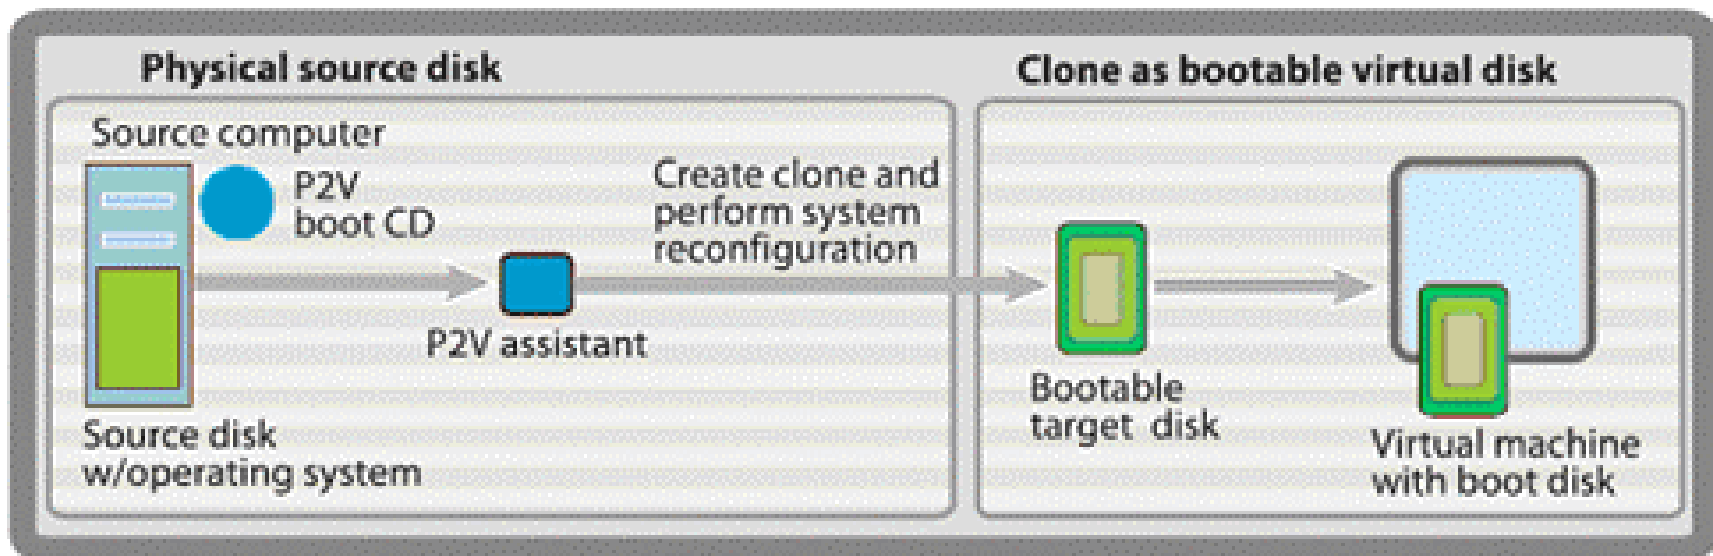 Physical source disk
Clone as bootable virtual disk
Source computer
P2V
boot CD
Create clone and
perform system
reconfiguration
P2V assistant
Source disk
w/operating system
Bootable
target disk
Virtual machine
with boot disk